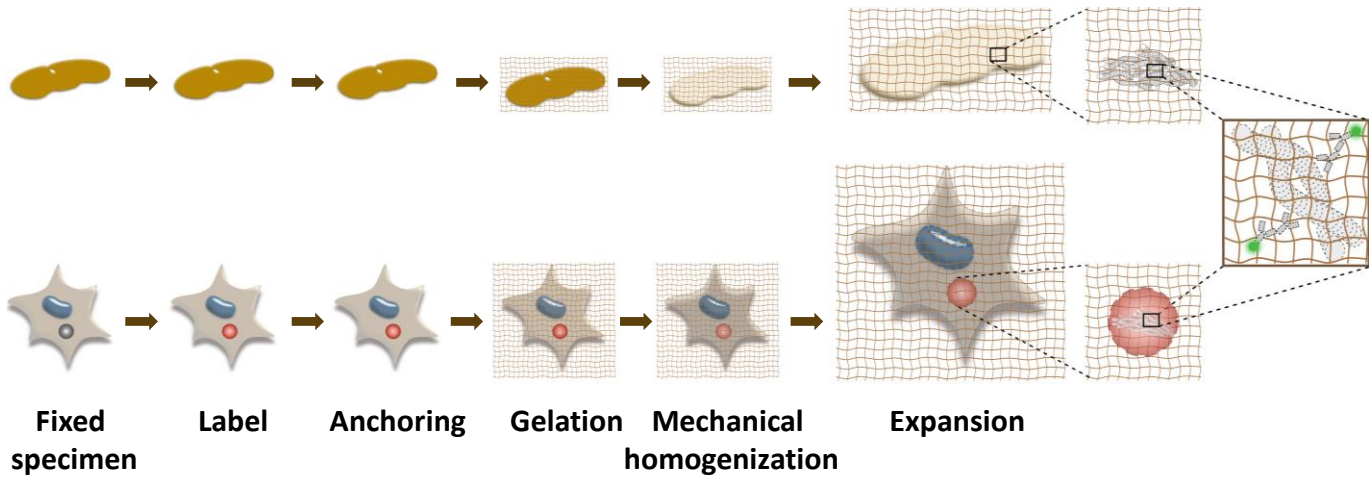 Fixed specimen
Label
Anchoring
Gelation
Mechanical homogenization
Expansion